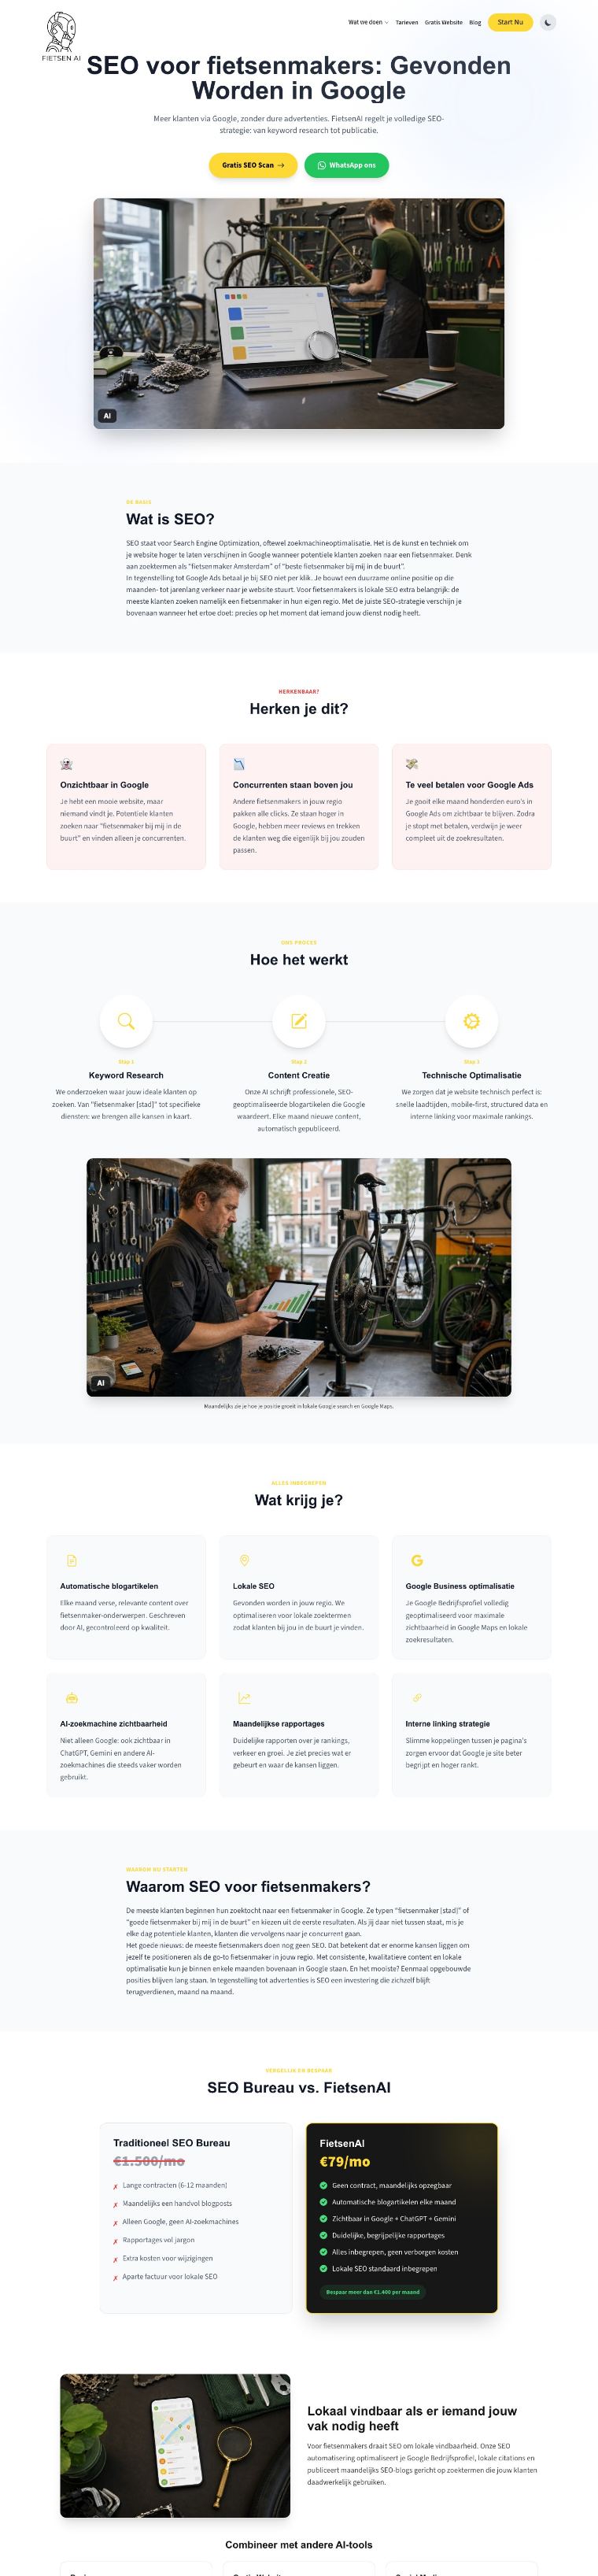 FIETSEN AI
Wat we doen
Tarieven
Gratis Website
Blog
Start Nu
SEO voor fietsenmakers: Gevonden
Worden in Google
Meer klanten via Google, zonder dure advertenties. FietsenAI regelt je volledige SEO-
strategie: van keyword research tot publicatie.
Gratis SEO Scan →
WhatsApp ons
AI
DE BASIS
Wat is SEO?
SEO staat voor Search Engine Optimization, oftewel zoekmachineoptimalisatie. Het is de kunst en techniek om
je website hoger te laten verschijnen in Google wanneer potentiele klanten zoeken naar een fietsenmaker. Denk
aan zoektermen als "fietsenmaker Amsterdam" of "beste fietsenmaker bij mij in de buurt".
In tegenstelling tot Google Ads betaal je bij SEO niet per klik. Je bouwt een duurzame online positie op die
maanden- tot jarenlang verkeer naar je website stuurt. Voor fietsenmakers is lokale SEO extra belangrijk: de
meeste klanten zoeken namelijk een fietsenmaker in hun eigen regio. Met de juiste SEO-strategie verschijn je
bovenaan wanneer het ertoe doet: precies op het moment dat iemand jouw dienst nodig heeft.
HERKENBAAR?
Herken je dit?
Onzichtbaar in Google
Je hebt een mooie website, maar
niemand vindt je. Potentiele klanten
zoeken naar "fietsenmaker bij mij in de
buurt" en vinden alleen je concurrenten.
Concurrenten staan boven jou
Andere fietsenmakers in jouw regio
pakken alle clicks. Ze staan hoger in
Google, hebben meer reviews en trekken
de klanten weg die eigenlijk bij jou zouden
passen.
Te veel betalen voor Google Ads
Je gooit elke maand honderden euro's in
Google Ads om zichtbaar te blijven. Zodra
je stopt met betalen, verdwijn je weer
compleet uit de zoekresultaten.
ONS PROCES
Hoe het werkt
Stap 1
Keyword Research
We onderzoeken waar jouw ideale klanten op
zoeken. Van "fietsenmaker [stad]" tot specifieke
diensten: we brengen alle kansen in kaart.
Stap 2
Content Creatie
Onze AI schrijft professionele, SEO-
geoptimaliseerde blogartikelen die Google
waardeert. Elke maand nieuwe content,
automatisch gepubliceerd.
Stap 3
Technische Optimalisatie
We zorgen dat je website technisch perfect is:
snelle laadtijden, mobile-first, structured data en
interne linking voor maximale rankings.
AI
Maandelijks zie je hoe je positie groeit in lokale Google search en Google Maps.
ALLES INBEGREPEN
Wat krijg je?
Automatische blogartikelen
Elke maand verse, relevante content over
fietsenmaker-onderwerpen. Geschreven
door AI, gecontroleerd op kwaliteit.
Lokale SEO
Gevonden worden in jouw regio. We
optimaliseren voor lokale zoektermen
zodat klanten bij jou in de buurt je vinden.
Google Business optimalisatie
Je Google Bedrijfsprofiel volledig
geoptimaliseerd voor maximale
zichtbaarheid in Google Maps en lokale
zoekresultaten.
AI-zoekmachine zichtbaarheid
Niet alleen Google: ook zichtbaar in
ChatGPT, Gemini en andere AI-
zoekmachines die steeds vaker worden
gebruikt.
Maandelijkse rapportages
Duidelijke rapporten over je rankings,
verkeer en groei. Je ziet precies wat er
gebeurt en waar de kansen liggen.
Interne linking strategie
Slimme koppelingen tussen je pagina's
zorgen ervoor dat Google je site beter
begrijpt en hoger rankt.
WAAROM NU STARTEN
Waarom SEO voor fietsenmakers?
De meeste klanten beginnen hun zoektocht naar een fietsenmaker in Google. Ze typen "fietsenmaker [stad]" of
"goede fietsenmaker bij mij in de buurt" en kiezen uit de eerste resultaten. Als jij daar niet tussen staat, mis je
elke dag potentiele klanten, klanten die vervolgens naar je concurrent gaan.
Het goede nieuws: de meeste fietsenmakers doen nog geen SEO. Dat betekent dat er enorme kansen liggen om
jezelf te positioneren als de go-to fietsenmaker in jouw regio. Met consistente, kwalitatieve content en lokale
optimalisatie kun je binnen enkele maanden bovenaan in Google staan. En het mooiste? Eenmaal opgebouwde
posities blijven lang staan. In tegenstelling tot advertenties is SEO een investering die zichzelf blijft
terugverdienen, maand na maand.
VERGELIJK EN BESPAAR
SEO Bureau vs. FietsenAI
Traditioneel SEO Bureau
€1.500/mo
✗ Lange contracten (6-12 maanden)
✗ Maandelijks een handvol blogposts
✗ Alleen Google, geen AI-zoekmachines
✗ Rapportages vol jargon
✗ Extra kosten voor wijzigingen
✗ Aparte factuur voor lokale SEO
FietsenAI
€79/mo
Geen contract, maandelijks opzegbaar
Automatische blogartikelen elke maand
Zichtbaar in Google + ChatGPT + Gemini
Duidelijke, begrijpelijke rapportages
Alles inbegrepen, geen verborgen kosten
Lokale SEO standaard inbegrepen
Bespaar meer dan €1.400 per maand
Lokaal vindbaar als er iemand jouw
vak nodig heeft
Voor fietsenmakers draait SEO om lokale vindbaarheid. Onze SEO
automatisering optimaliseert je Google Bedrijfsprofiel, lokale citations en
publiceert maandelijks SEO-blogs gericht op zoektermen die jouw klanten
daadwerkelijk gebruiken.
Combineer met andere AI-tools